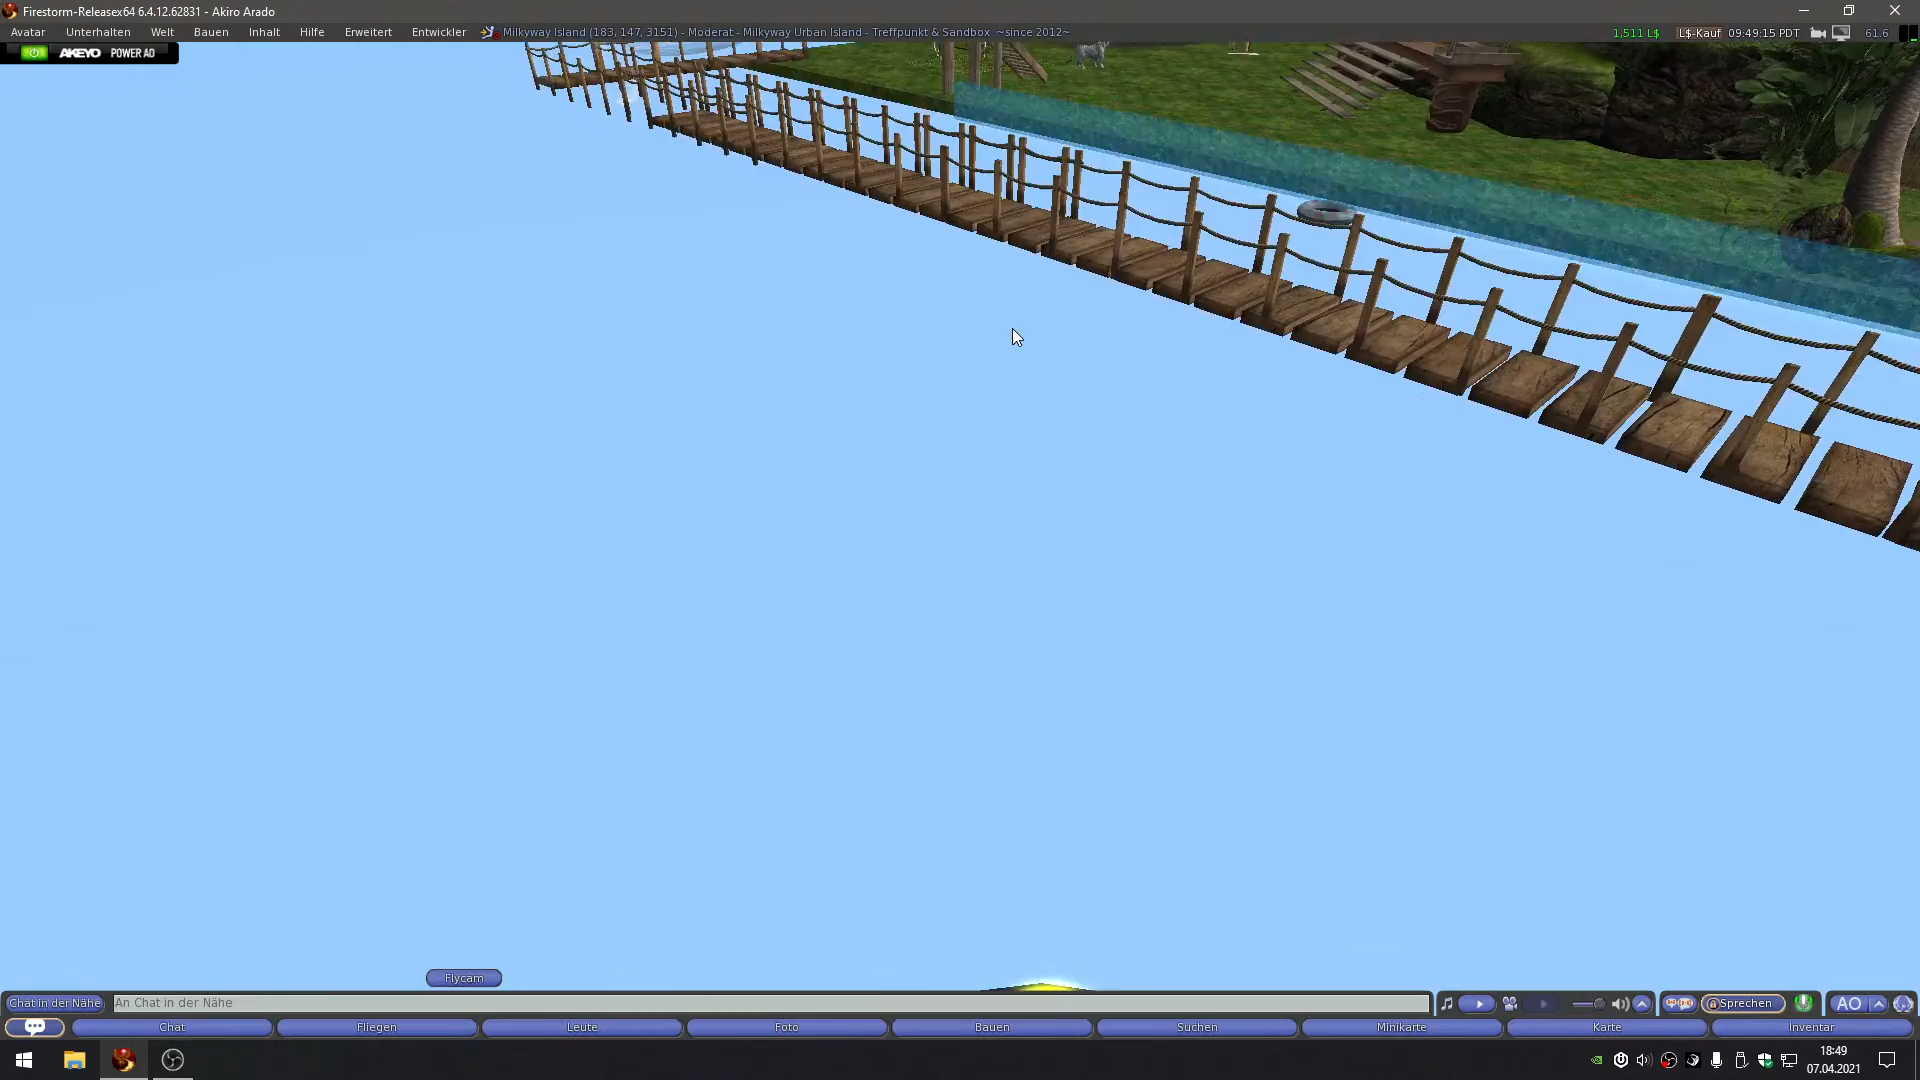 Firestorm-Releasex64 6.4.12.62831 - Akiro Arado
Avatar Unterhalten Welt Bauen Inhalt Hilfe Erweitert Entwickler Milkyway Island (183, 147, 3151) - Moderat - Milkyway Urban Island - Treffpunkt & Sandbox ~since 2012~ 1,511 L$ L$-Kauf 09:49:15 PDT 61.6
AKEYO POWER AO
Flycam
Chat in der Nähe An Chat in der Nähe Sprechen AO
Chat Fliegen Leute Foto Bauen Suchen Minikarte Karte Inventar
18:49
07.04.2021